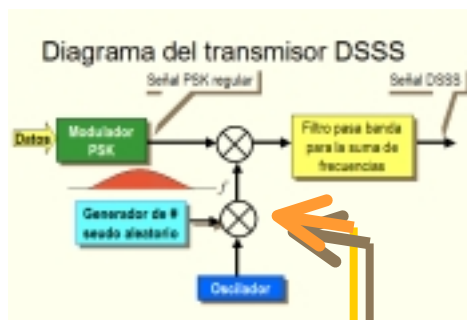 Diagrama del transmisor DSSS
Señal PSK regular
Señal DSSS
Datos
Modulador
PSK
Filtro pasa banda
para la suma de
frecuencias
f
Generador de #
seudo aleatorio
Oscilador